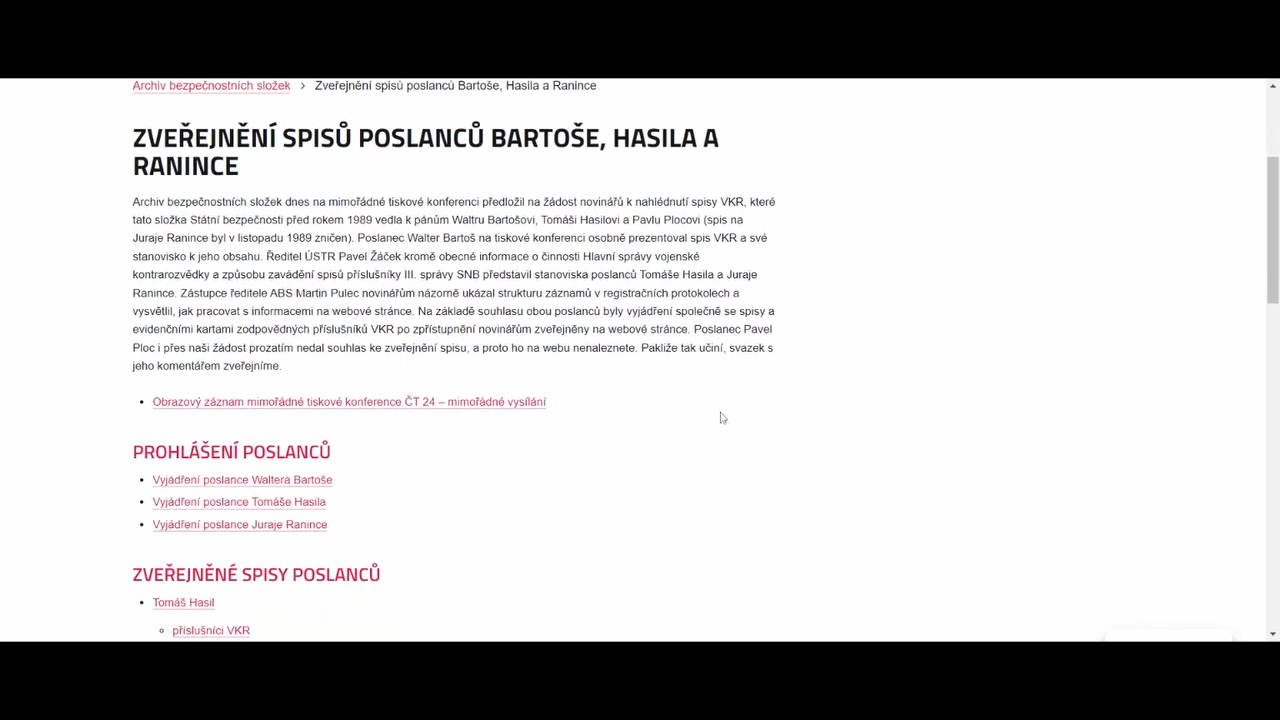 Archiv bezpečnostních složek > Zveřejnění spisů poslanců Bartoše, Hasila a Ranince
ZVEŘEJNĚNÍ SPISŮ POSLANCŮ BARTOŠE, HASILA A
RANINCE
Archiv bezpečnostních složek dnes na mimořádné tiskové konferenci předložil na žádost novinářů k nahlédnutí spisy VKR, které
tato složka Státní bezpečnosti před rokem 1989 vedla k pánům Waltru Bartošovi, Tomáši Hasilovi a Pavlu Plocovi (spis na
Juraje Ranince byl v listopadu 1989 zničen). Poslanec Walter Bartoš na tiskové konferenci osobně prezentoval spis VKR a své
stanovisko k jeho obsahu. Ředitel ÚSTR Pavel Žáček kromě obecné informace o činnosti Hlavní správy vojenské
kontrarozvědky a způsobu zavádění spisů příslušníky III. správy SNB představil stanoviska poslanců Tomáše Hasila a Juraje
Ranince. Zástupce ředitele ABS Martin Pulec novinářům názorně ukázal strukturu záznamů v registračních protokolech a
vysvětlil, jak pracovat s informacemi na webové stránce. Na základě souhlasu obou poslanců byly vyjádření společně se spisy a
evidenčními kartami zodpovědných příslušníků VKR po zpřístupnění novinářům zveřejněny na webové stránce. Poslanec Pavel
Ploc i přes naši žádost prozatím nedal souhlas ke zveřejnění spisu, a proto ho na webu nenaleznete. Pakliže tak učiní, svazek s
jeho komentářem zveřejníme.
• Obrazový záznam mimořádné tiskové konference ČT 24 – mimořádné vysílání
PROHLÁŠENÍ POSLANCŮ
• Vyjádření poslance Waltera Bartoše
• Vyjádření poslance Tomáše Hasila
• Vyjádření poslance Juraje Ranince
ZVEŘEJNĚNÉ SPISY POSLANCŮ
• Tomáš Hasil
◦ příslušníci VKR